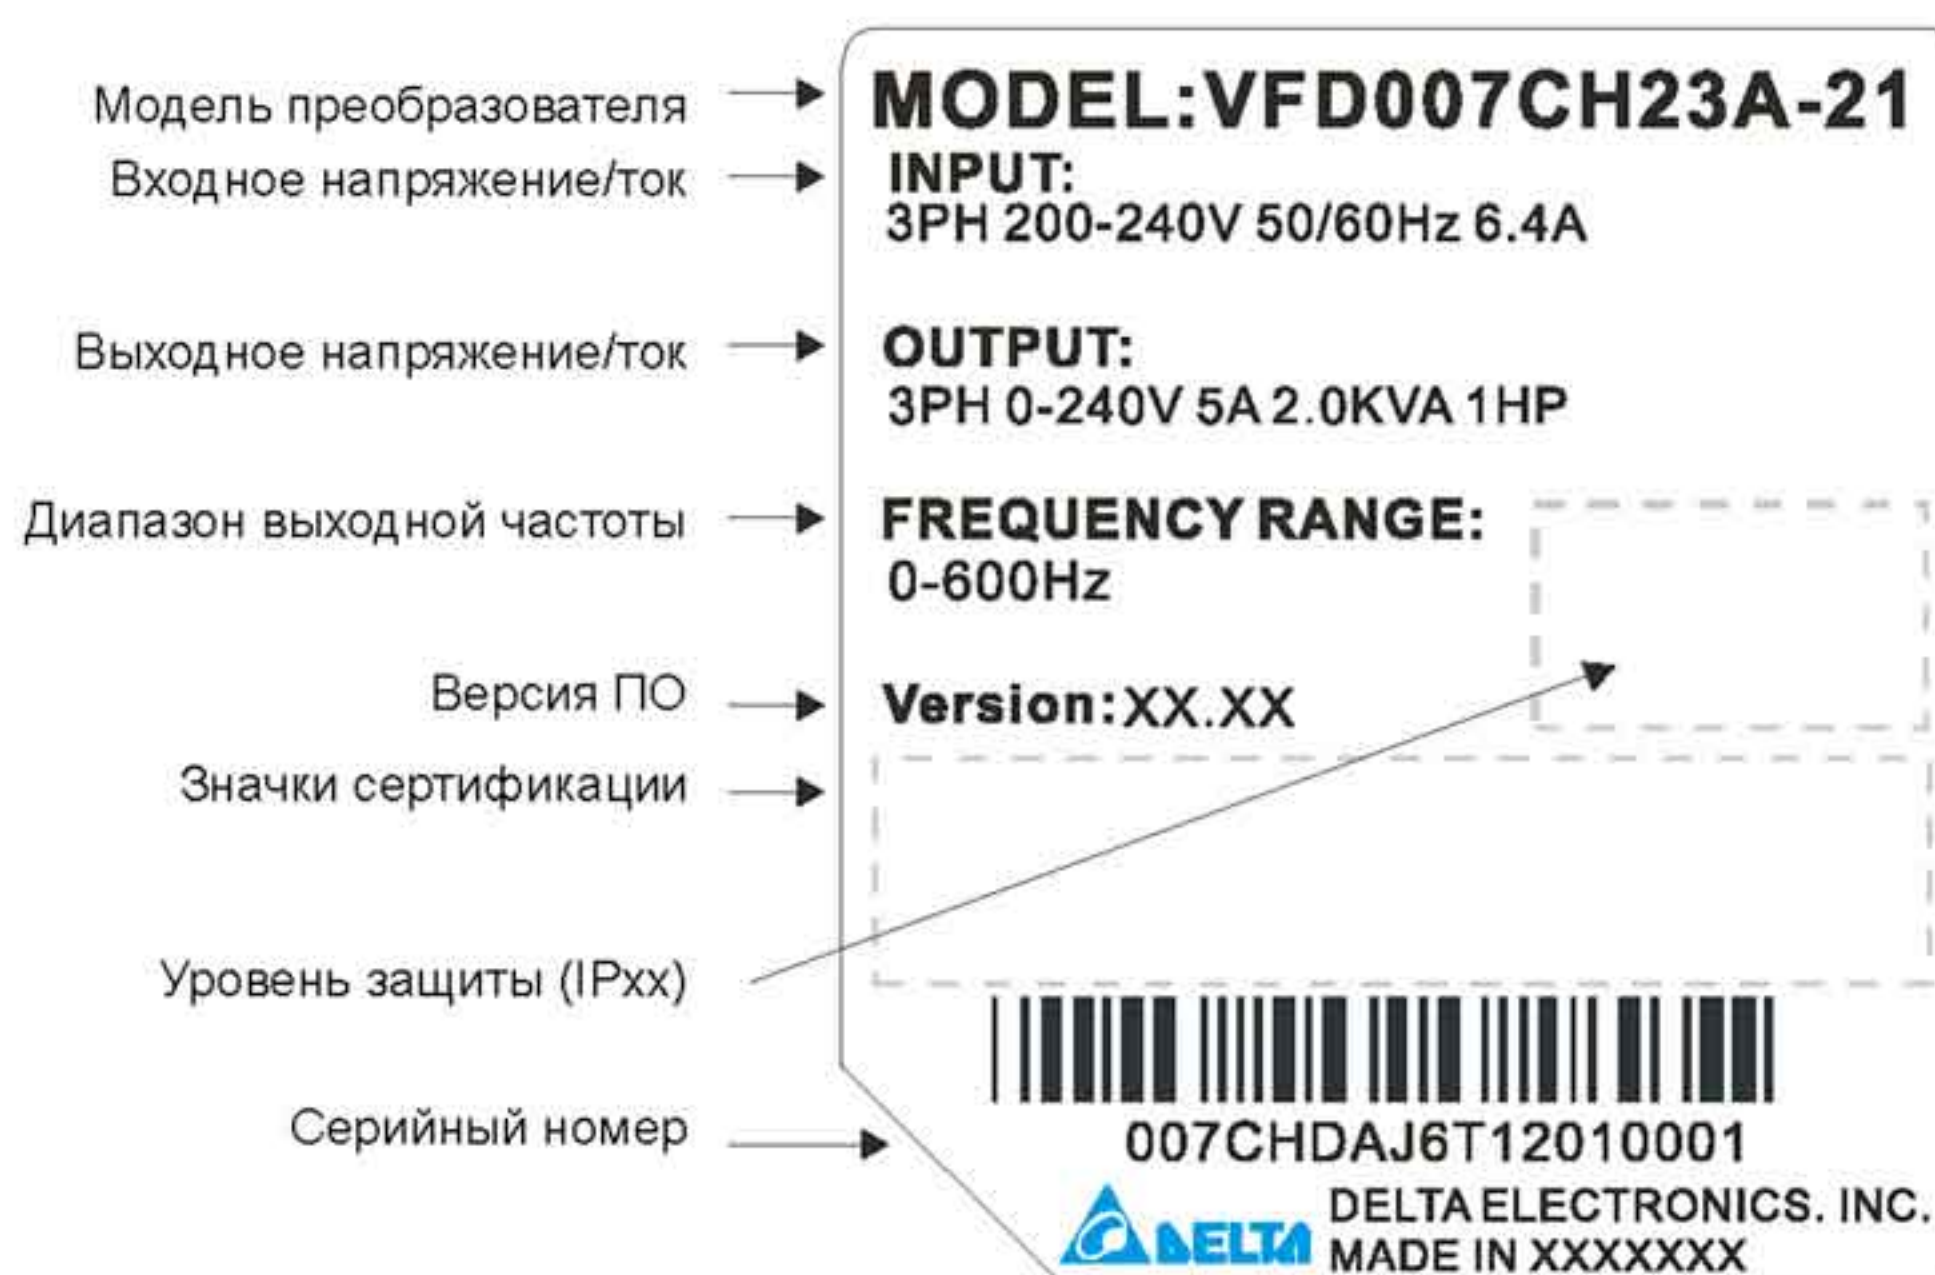 Модель преобразователя
MODEL:VFD007CH23A-21
Входное напряжение/ток
INPUT:
3PH 200-240V 50/60Hz 6.4A
Выходное напряжение/ток
OUTPUT:
3PH 0-240V 5A 2.0KVA 1HP
Диапазон выходной частоты
FREQUENCY RANGE:
0-600Hz
Версия ПО
Version:XX.XX
Значки сертификации
Уровень защиты (IPxx)
Серийный номер
007CHDAJ6T12010001
DELTA
DELTA ELECTRONICS. INC.
MADE IN XXXXXXX